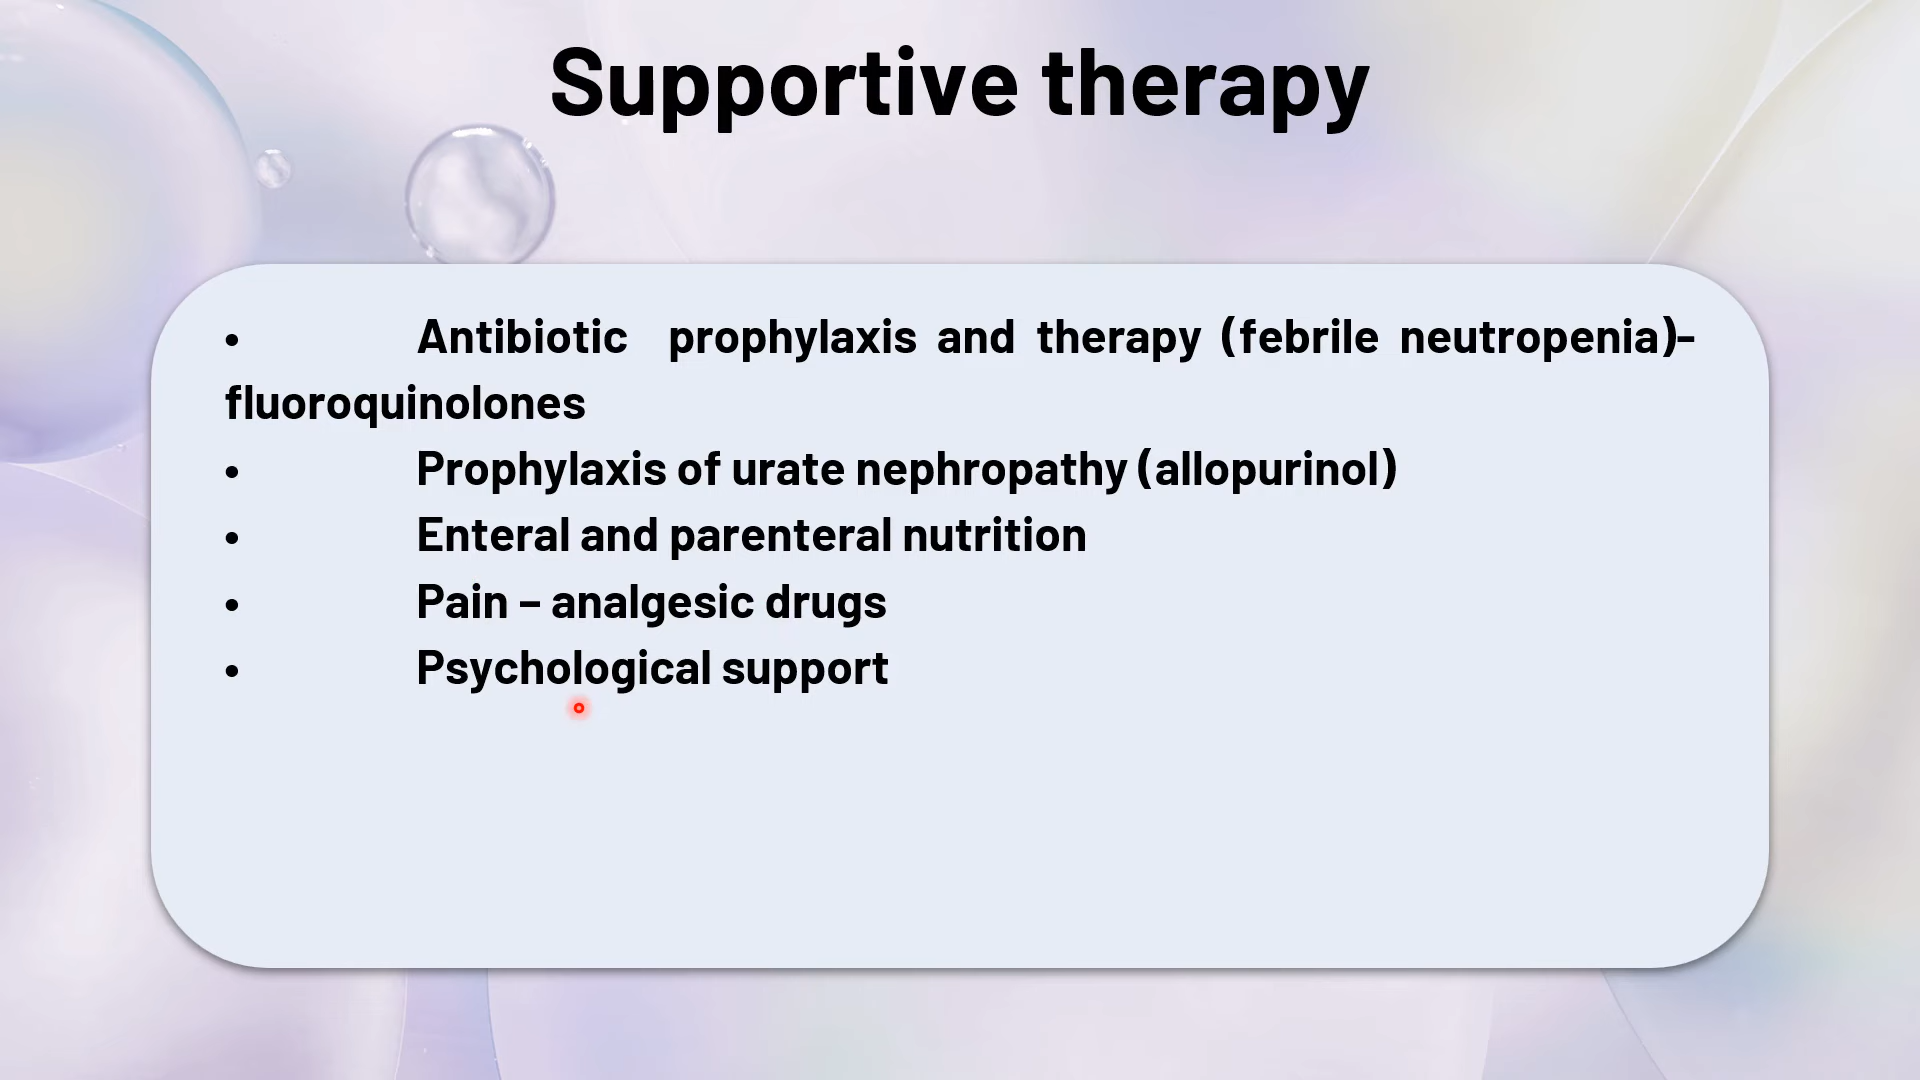 Supportive therapy
• Antibiotic prophylaxis and therapy (febrile neutropenia)-
fluoroquinolones
• Prophylaxis of urate nephropathy (allopurinol)
• Enteral and parenteral nutrition
• Pain – analgesic drugs
• Psychological support